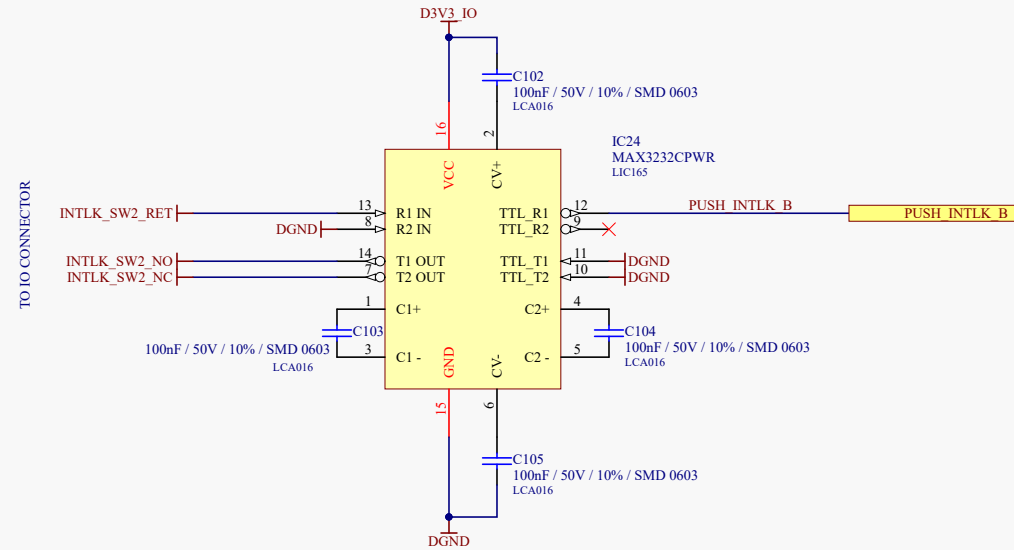 D3V3_IO
C102
100nF / 50V / 10% / SMD 0603
LCA016
16
2
IC24
MAX3232CPWR
LIC165
VCC
CV+
TO IO CONNECTOR
INTLK_SW2_RET
13
R1 IN
TTL_R1
12
PUSH_INTLK_B
PUSH_INTLK_B
DGND
8
R2 IN
TTL_R2
9
INTLK_SW2_NO
14
T1 OUT
TTL_T1
11
DGND
INTLK_SW2_NC
7
T2 OUT
TTL_T2
10
DGND
1
C1+
C2+
4
C103
100nF / 50V / 10% / SMD 0603
LCA016
C104
100nF / 50V / 10% / SMD 0603
LCA016
3
C1 -
C2 -
5
GND
CV-
15
6
C105
100nF / 50V / 10% / SMD 0603
LCA016
DGND